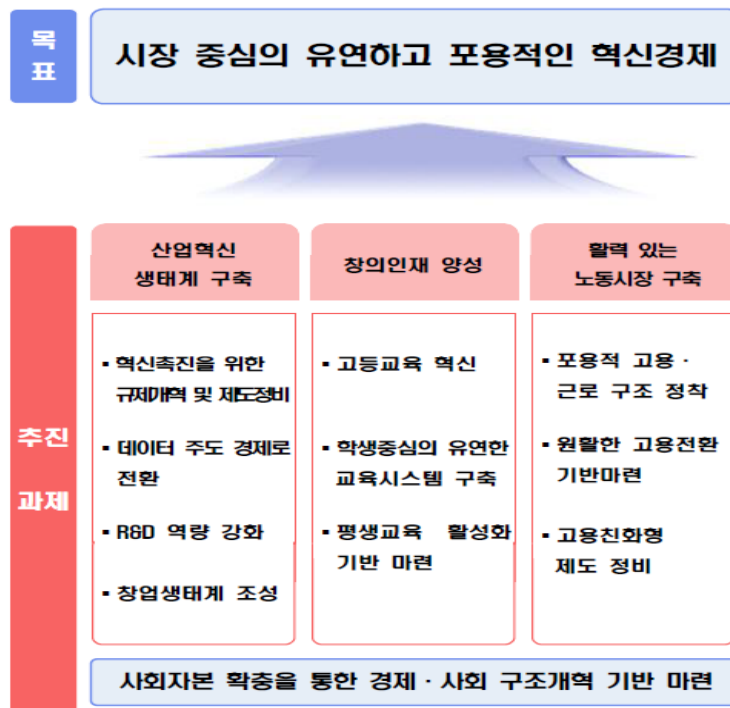 목
표
시장 중심의 유연하고 포용적인 혁신경제
추진
과제
산업혁신
생태계 구축
▪ 혁신촉진을 위한
규제개혁 및 제도정비
▪ 데이터 주도 경제로
전환
▪ R&D 역량 강화
▪ 창업생태계 조성
창의인재 양성
▪ 고등교육 혁신
▪ 학생중심의 유연한
교육시스템 구축
▪ 평생교육 활성화
기반 마련
활력 있는
노동시장 구축
▪ 포용적 고용·
근로 구조 정착
▪ 원활한 고용전환
기반마련
▪ 고용친화형
제도 정비
사회자본 확충을 통한 경제·사회 구조개혁 기반 마련